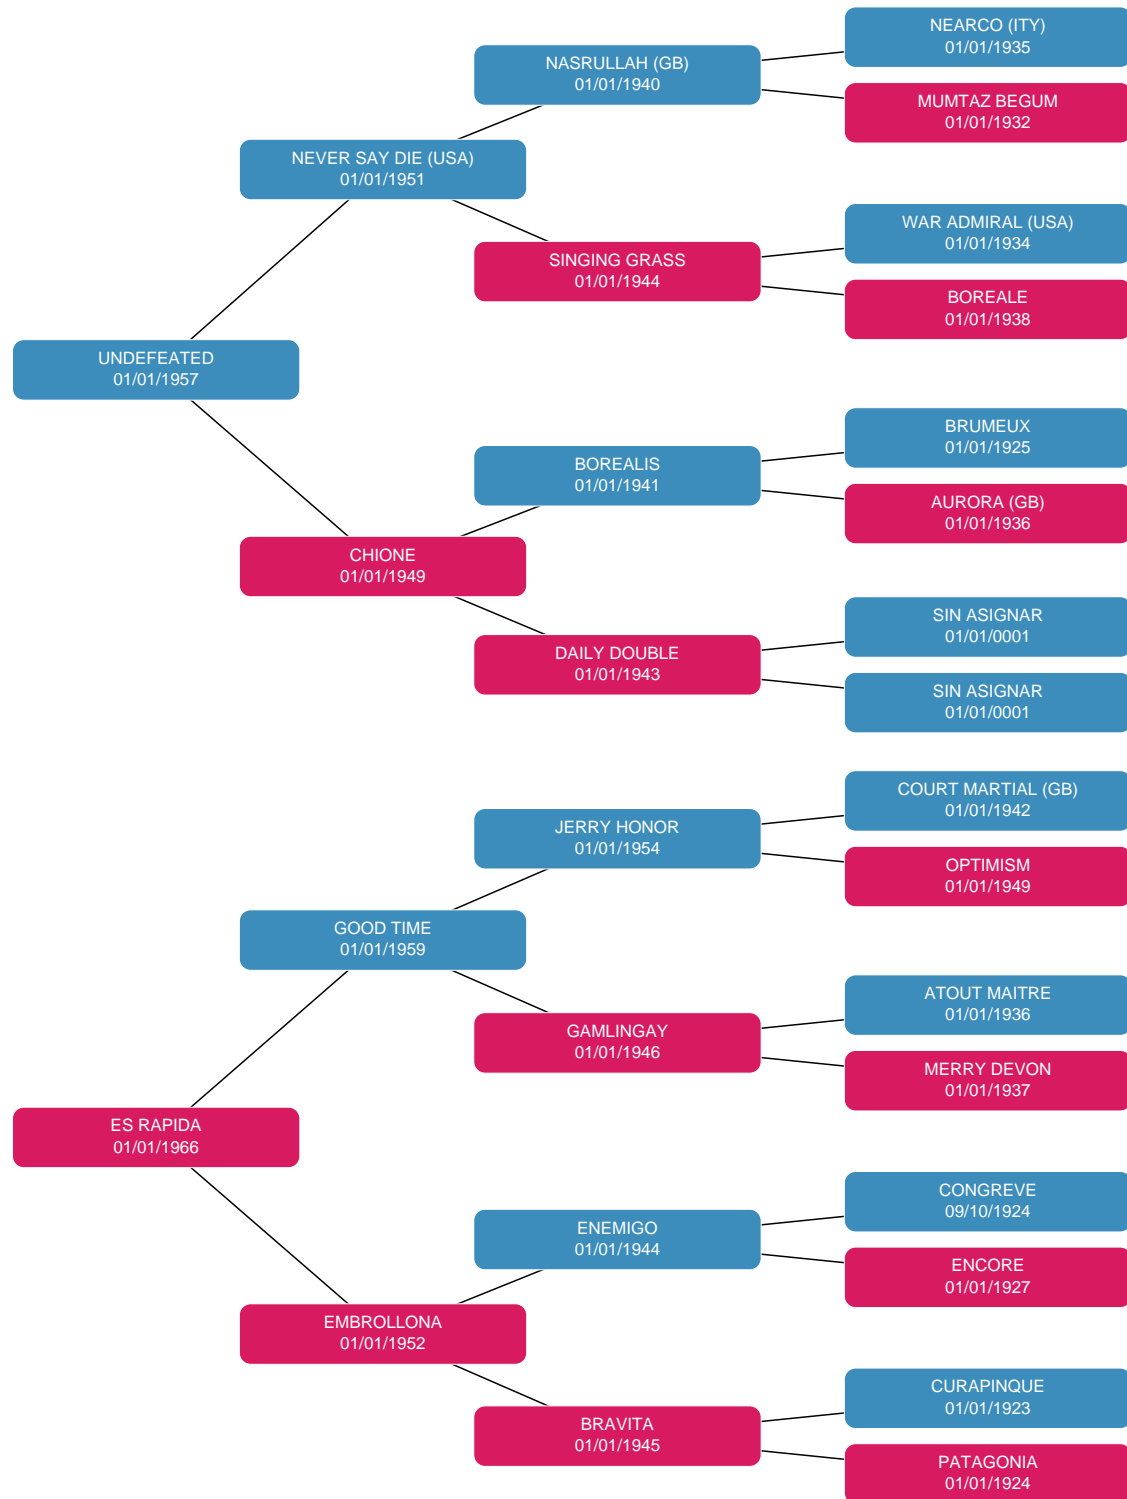 NEARCO (ITY)
01/01/1935
NASRULLAH (GB)
01/01/1940
MUMTAZ BEGUM
01/01/1932
NEVER SAY DIE (USA)
01/01/1951
WAR ADMIRAL (USA)
01/01/1934
SINGING GRASS
01/01/1944
BOREALE
01/01/1938
UNDEFEATED
01/01/1957
BRUMEUX
01/01/1925
BOREALIS
01/01/1941
AURORA (GB)
01/01/1936
CHIONE
01/01/1949
SIN ASIGNAR
01/01/0001
DAILY DOUBLE
01/01/1943
SIN ASIGNAR
01/01/0001
COURT MARTIAL (GB)
01/01/1942
JERRY HONOR
01/01/1954
OPTIMISM
01/01/1949
GOOD TIME
01/01/1959
ATOUT MAITRE
01/01/1936
GAMLINGAY
01/01/1946
MERRY DEVON
01/01/1937
ES RAPIDA
01/01/1966
CONGREVE
09/10/1924
ENEMIGO
01/01/1944
ENCORE
01/01/1927
EMBROLLONA
01/01/1952
CURAPINQUE
01/01/1923
BRAVITA
01/01/1945
PATAGONIA
01/01/1924